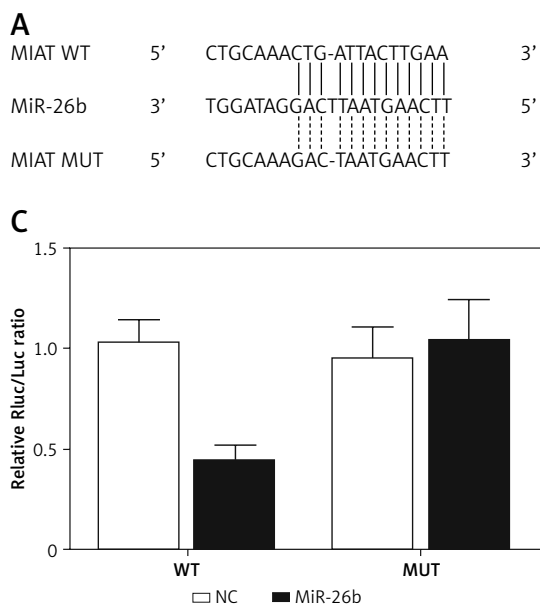 A
MIAT WT 5’ CTGCAAACTG-ATTACTTGAA 3’
MiR-26b 3’ TGGATAGGACTTAATGAACTT 5’
MIAT MUT 5’ CTGCAAAGAC-TAATGAACTT 3’
C
Relative Rluc/Luc ratio
1.5
1.0
0.5
0
WT MUT
NC MiR-26b